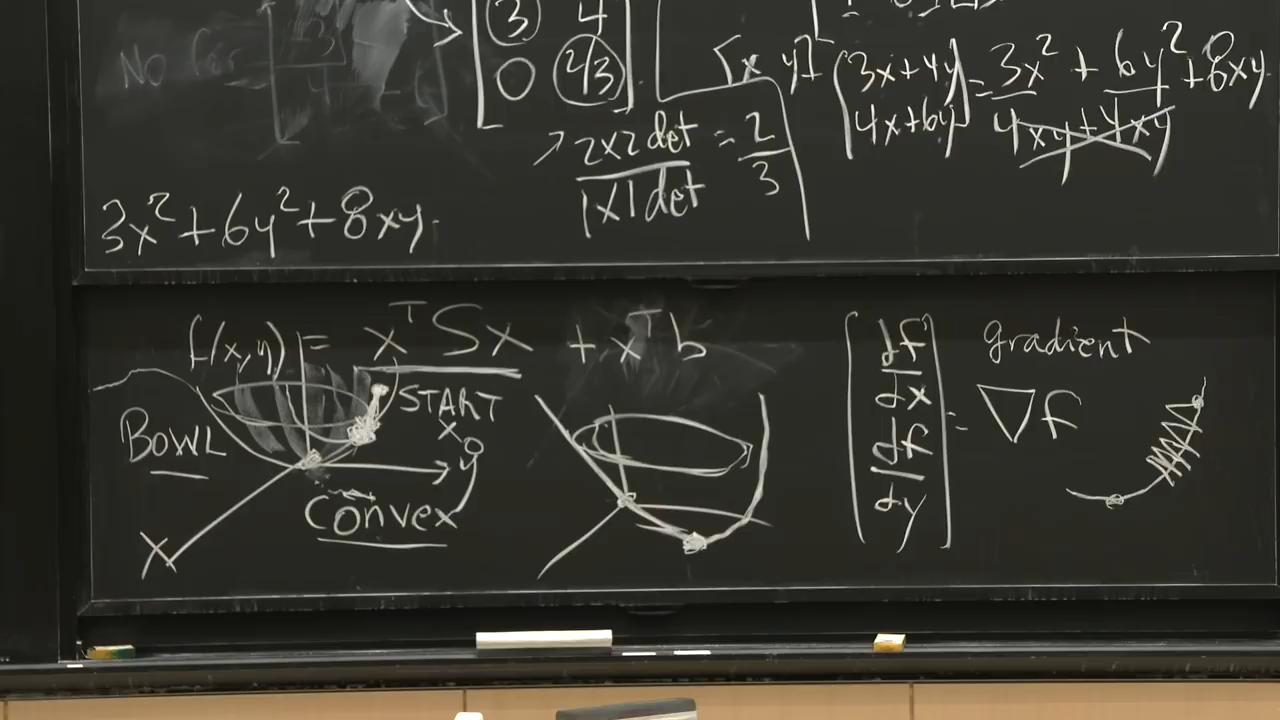 3 4
0 2/3
2x2 det / 1x1 det = 2/3
[x y] [3x+4y
4x+6y] = 3x² + 6y² + 8xy
4xy+4xy
3x²+6y²+8xy
f(x,y) = xᵀSx + xᵀb
BOWL
START
x₀
y
Convex
x
df/dx
df/dy
= ∇f
gradient